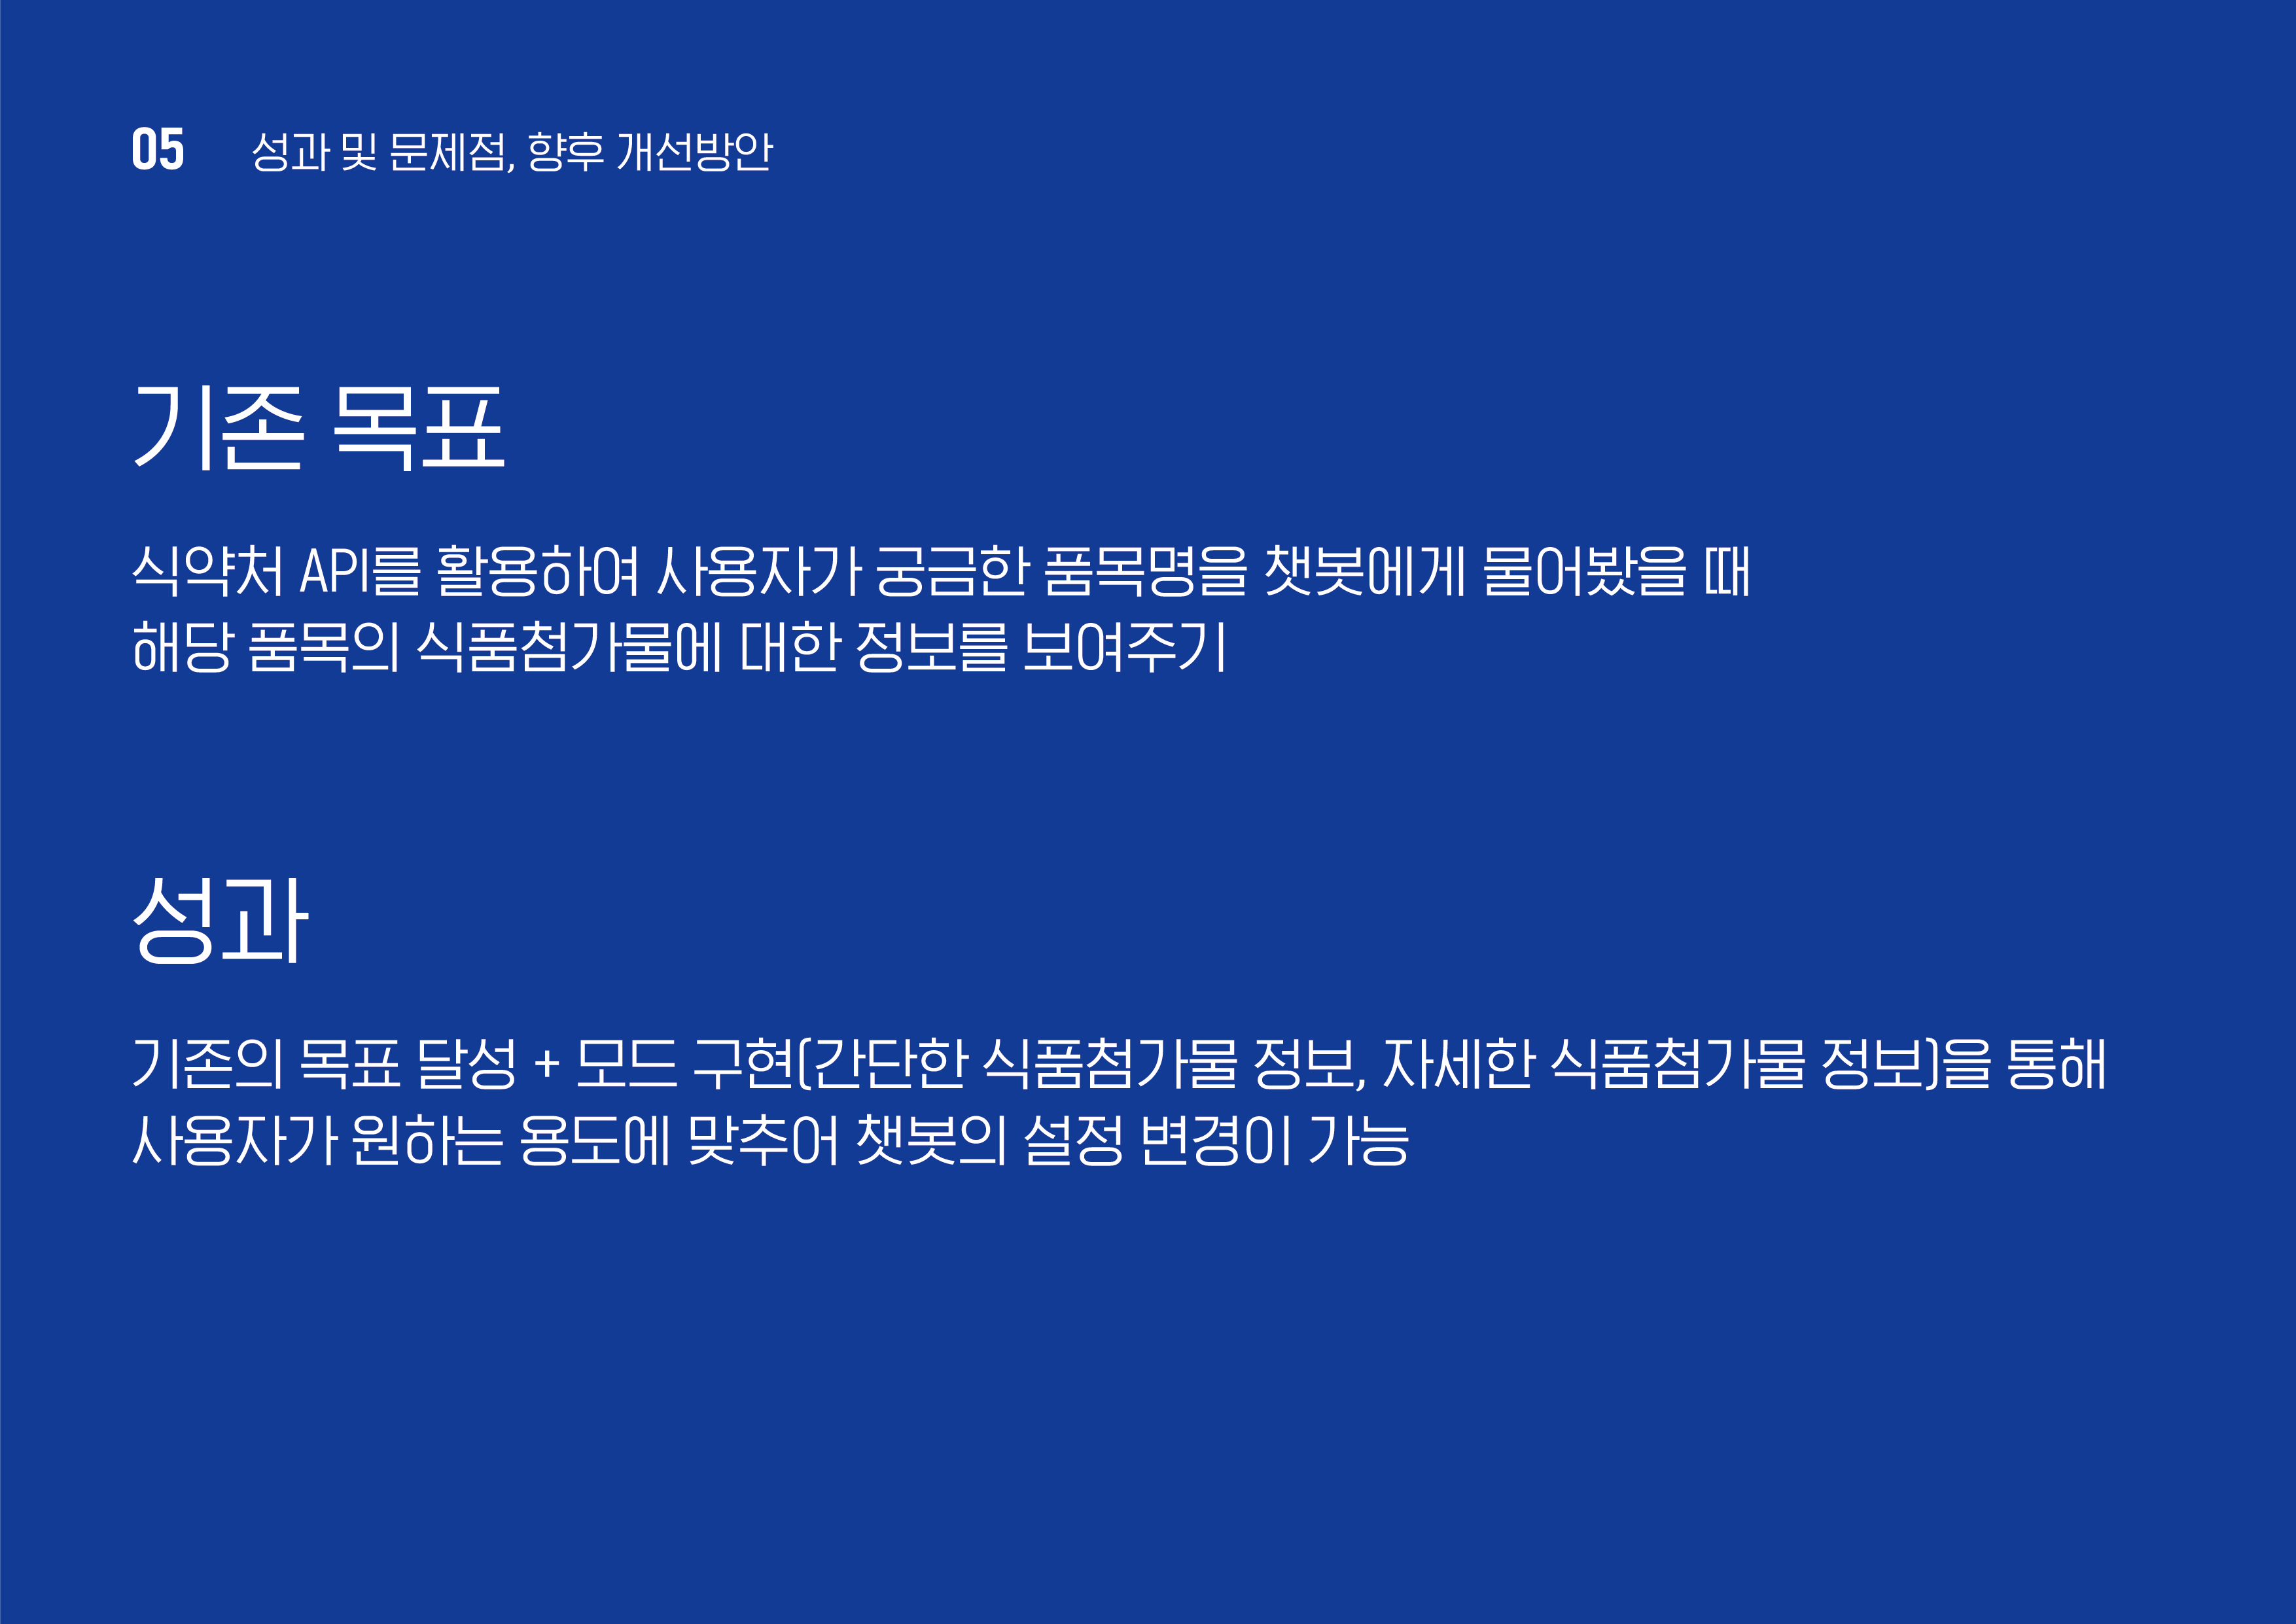 05 성과 및 문제점, 향후 개선방안
기존 목표
식약처 API를 활용하여 사용자가 궁금한 품목명을 챗봇에게 물어봤을 때
해당 품목의 식품첨가물에 대한 정보를 보여주기
성과
기존의 목표 달성 + 모드 구현(간단한 식품첨가물 정보, 자세한 식품첨가물 정보)을 통해
사용자가 원하는 용도에 맞추어 챗봇의 설정 변경이 가능